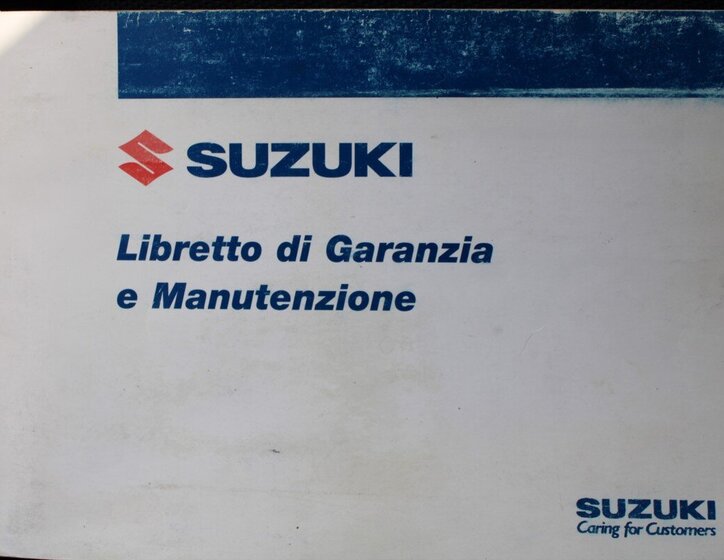 SUZUKI
Libretto di Garanzia
e Manutenzione
SUZUKI
Caring for Customers